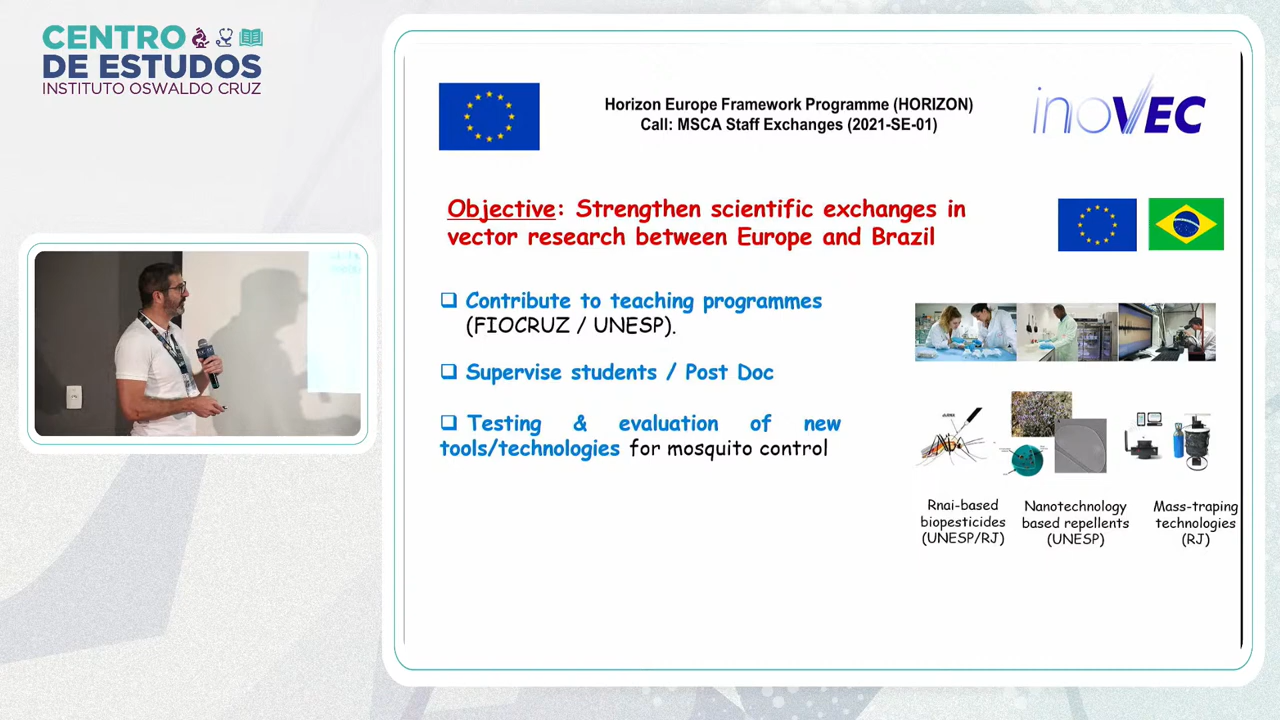 CENTRO
DE ESTUDOS
INSTITUTO OSWALDO CRUZ
Horizon Europe Framework Programme (HORIZON)
Call: MSCA Staff Exchanges (2021-SE-01)
inoVEC
Objective: Strengthen scientific exchanges in
vector research between Europe and Brazil
Contribute to teaching programmes
(FIOCRUZ / UNESP).
Supervise students / Post Doc
Testing & evaluation of new
tools/technologies for mosquito control
Rnai-based
biopesticides
(UNESP/RJ)
Nanotechnology
based repellents
(UNESP)
Mass-traping
technologies
(RJ)